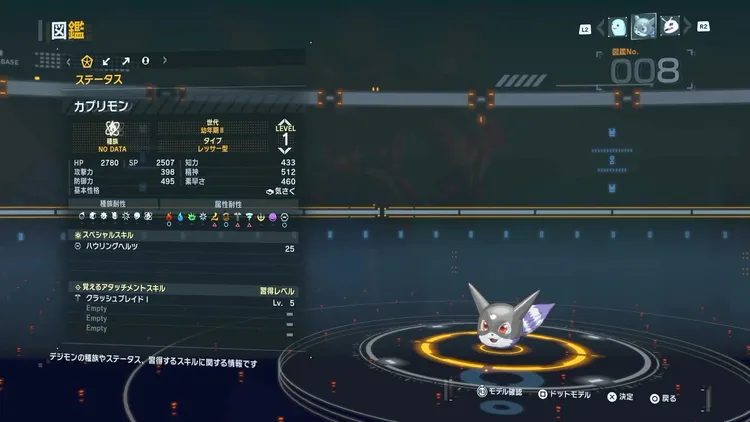 図鑑
L2
R2
図鑑No.
008
-BASE
ステータス
カプリモン
種族
NO DATA
世代
幼年期Ⅱ
タイプ
レッサー型
LEVEL
1
HP 2780 SP 2507 知力 433
攻撃力 398 精神 512
防御力 495 素早さ 460
基本性格 気さく
種族耐性 属性耐性
スペシャルスキル
ハウリングヘルツ 25
覚えるアタッチメントスキル 習得レベル
クラッシュブレイドⅠ Lv. 5
Empty
Empty
Empty
デジモンの種族やステータス、習得するスキルに関する情報です
モデル確認 ドットモデル 決定 戻る